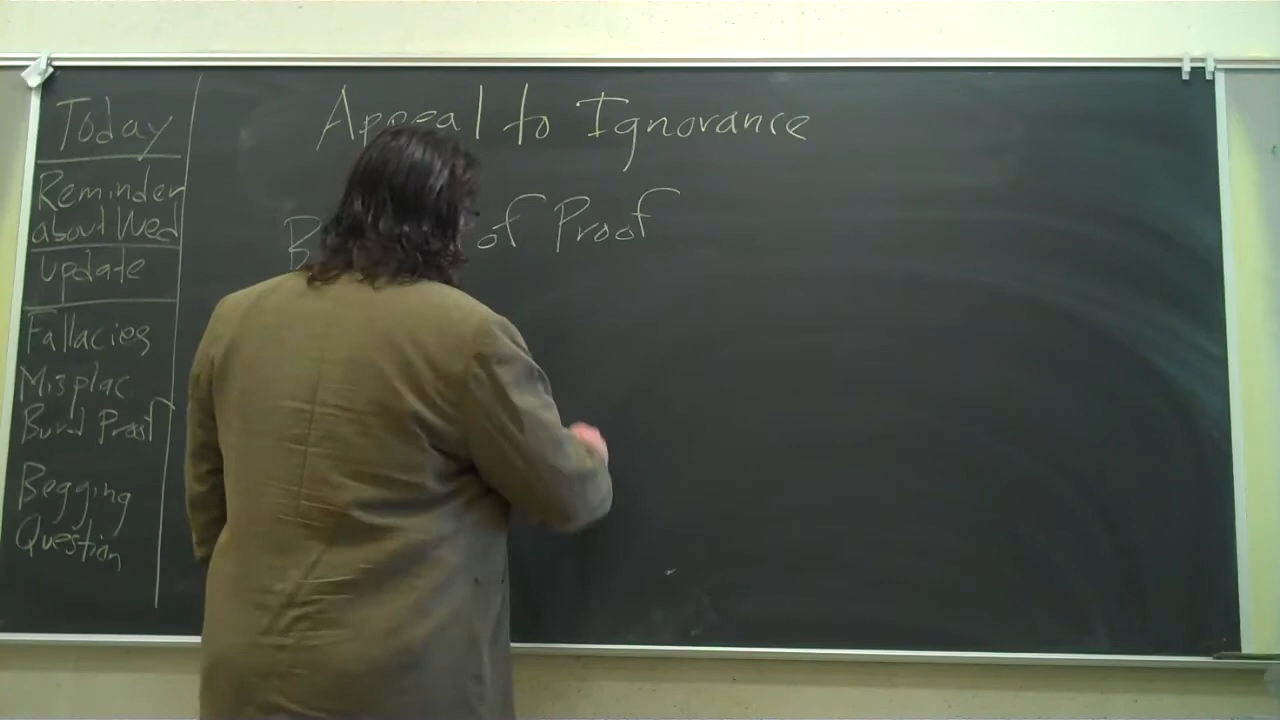 Today
Reminder
about Wed
update
Fallacies
Misplac
Burd Proof
Begging
Question
Appeal to Ignorance
of Proof